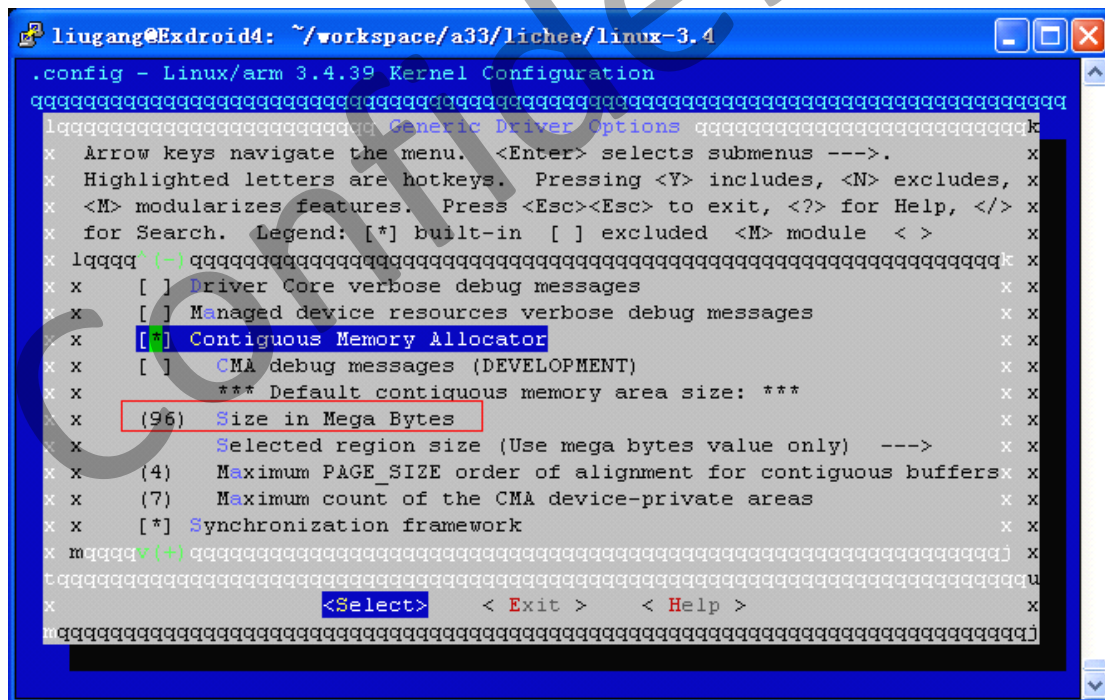 liugang@Exdroid4: ~/workspace/a33/lichee/linux-3.4
.config - Linux/arm 3.4.39 Kernel Configuration
Generic Driver Options
Arrow keys navigate the menu.  <Enter> selects submenus --->.
Highlighted letters are hotkeys.  Pressing <Y> includes, <N> excludes,
<M> modularizes features.  Press <Esc><Esc> to exit, <?> for Help, </>
for Search.  Legend: [*] built-in  [ ] excluded  <M> module  < >
^(-)
[ ] Driver Core verbose debug messages
[ ] Managed device resources verbose debug messages
[*] Contiguous Memory Allocator
[ ]   CMA debug messages (DEVELOPMENT)
*** Default contiguous memory area size: ***
(96)  Size in Mega Bytes
Selected region size (Use mega bytes value only)  --->
(4)   Maximum PAGE_SIZE order of alignment for contiguous buffers
(7)   Maximum count of the CMA device-private areas
[*] Synchronization framework
v(+)
<Select>    < Exit >    < Help >